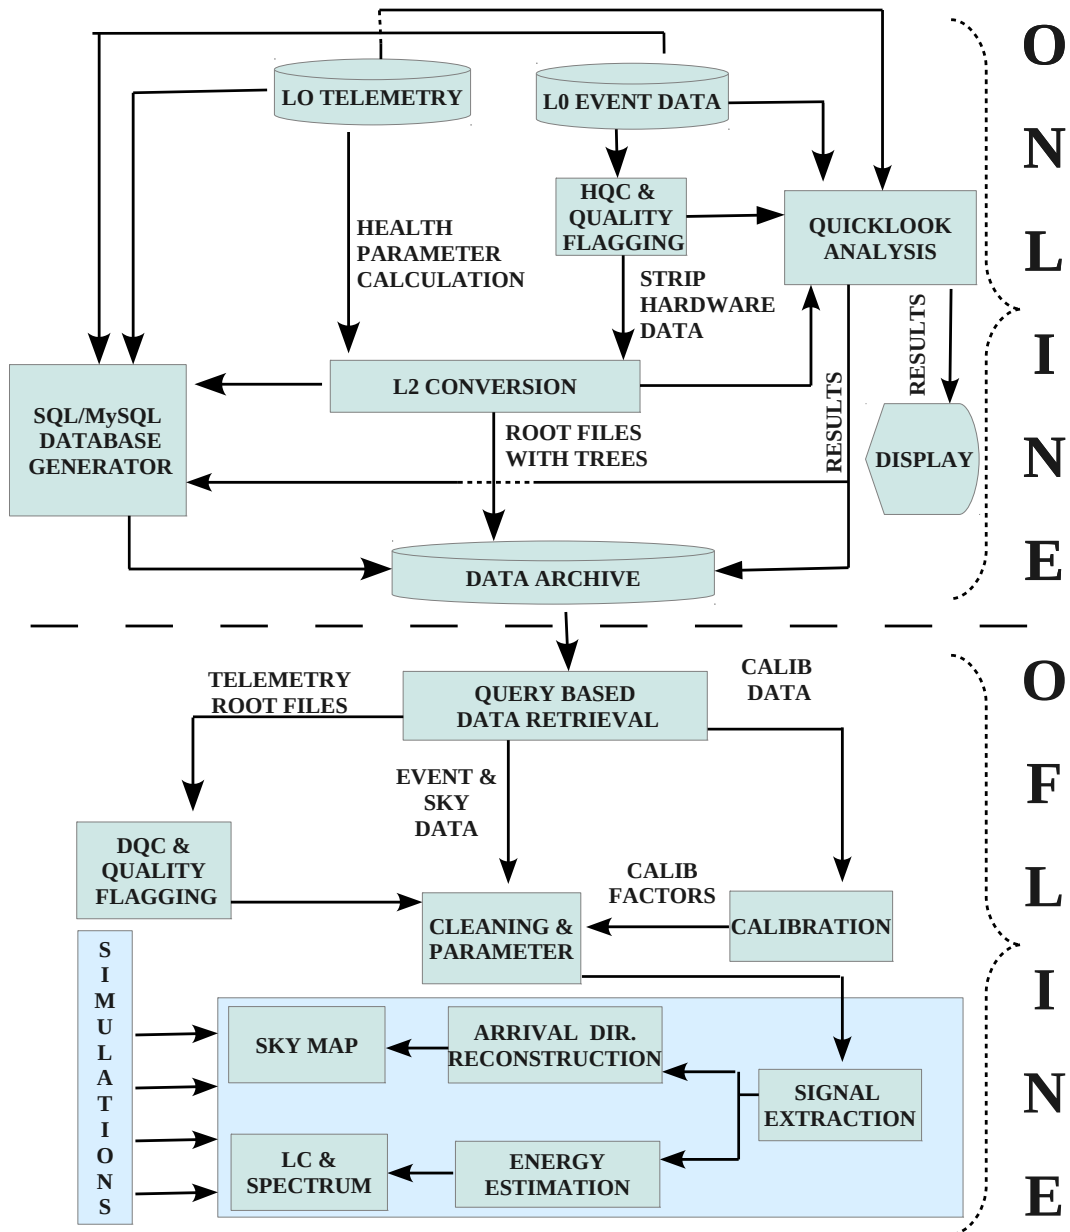 LO TELEMETRY
L0 EVENT DATA
HQC &
QUALITY
FLAGGING
QUICKLOOK
ANALYSIS
HEALTH
PARAMETER
CALCULATION
STRIP
HARDWARE
DATA
RESULTS
RESULTS
L2 CONVERSION
SQL/MySQL
DATABASE
GENERATOR
ROOT FILES
WITH TREES
DISPLAY
DATA ARCHIVE
O
N
L
I
N
E
TELEMETRY
ROOT FILES
QUERY BASED
DATA RETRIEVAL
CALIB
DATA
EVENT &
SKY
DATA
DQC &
QUALITY
FLAGGING
CALIB
FACTORS
CLEANING &
PARAMETER
CALIBRATION
S
I
M
U
L
A
T
I
O
N
S
SKY MAP
ARRIVAL DIR.
RECONSTRUCTION
SIGNAL
EXTRACTION
LC &
SPECTRUM
ENERGY
ESTIMATION
O
F
L
I
N
E